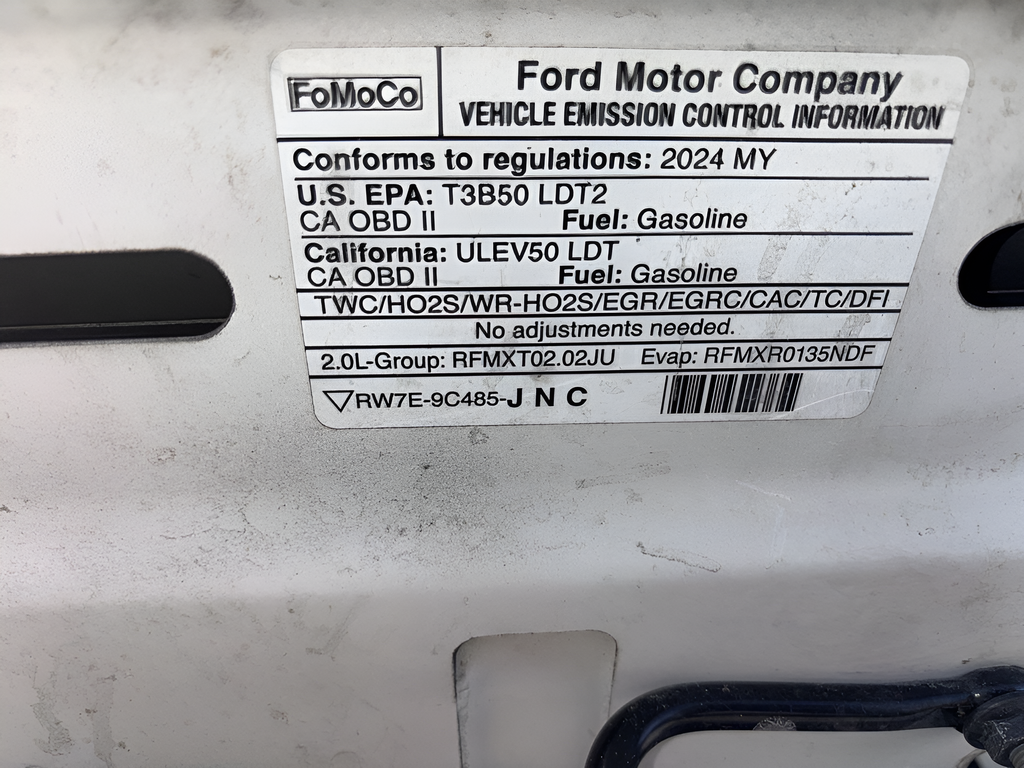 FoMoCo
Ford Motor Company
VEHICLE EMISSION CONTROL INFORMATION
Conforms to regulations: 2024 MY
U.S. EPA: T3B50 LDT2
CA OBD II Fuel: Gasoline
California: ULEV50 LDT
CA OBD II Fuel: Gasoline
TWC/HO2S/WR-HO2S/EGR/EGRC/CAC/TC/DFI
No adjustments needed.
2.0L-Group: RFMXT02.02JU Evap: RFMXR0135NDF
RW7E-9C485-J N C